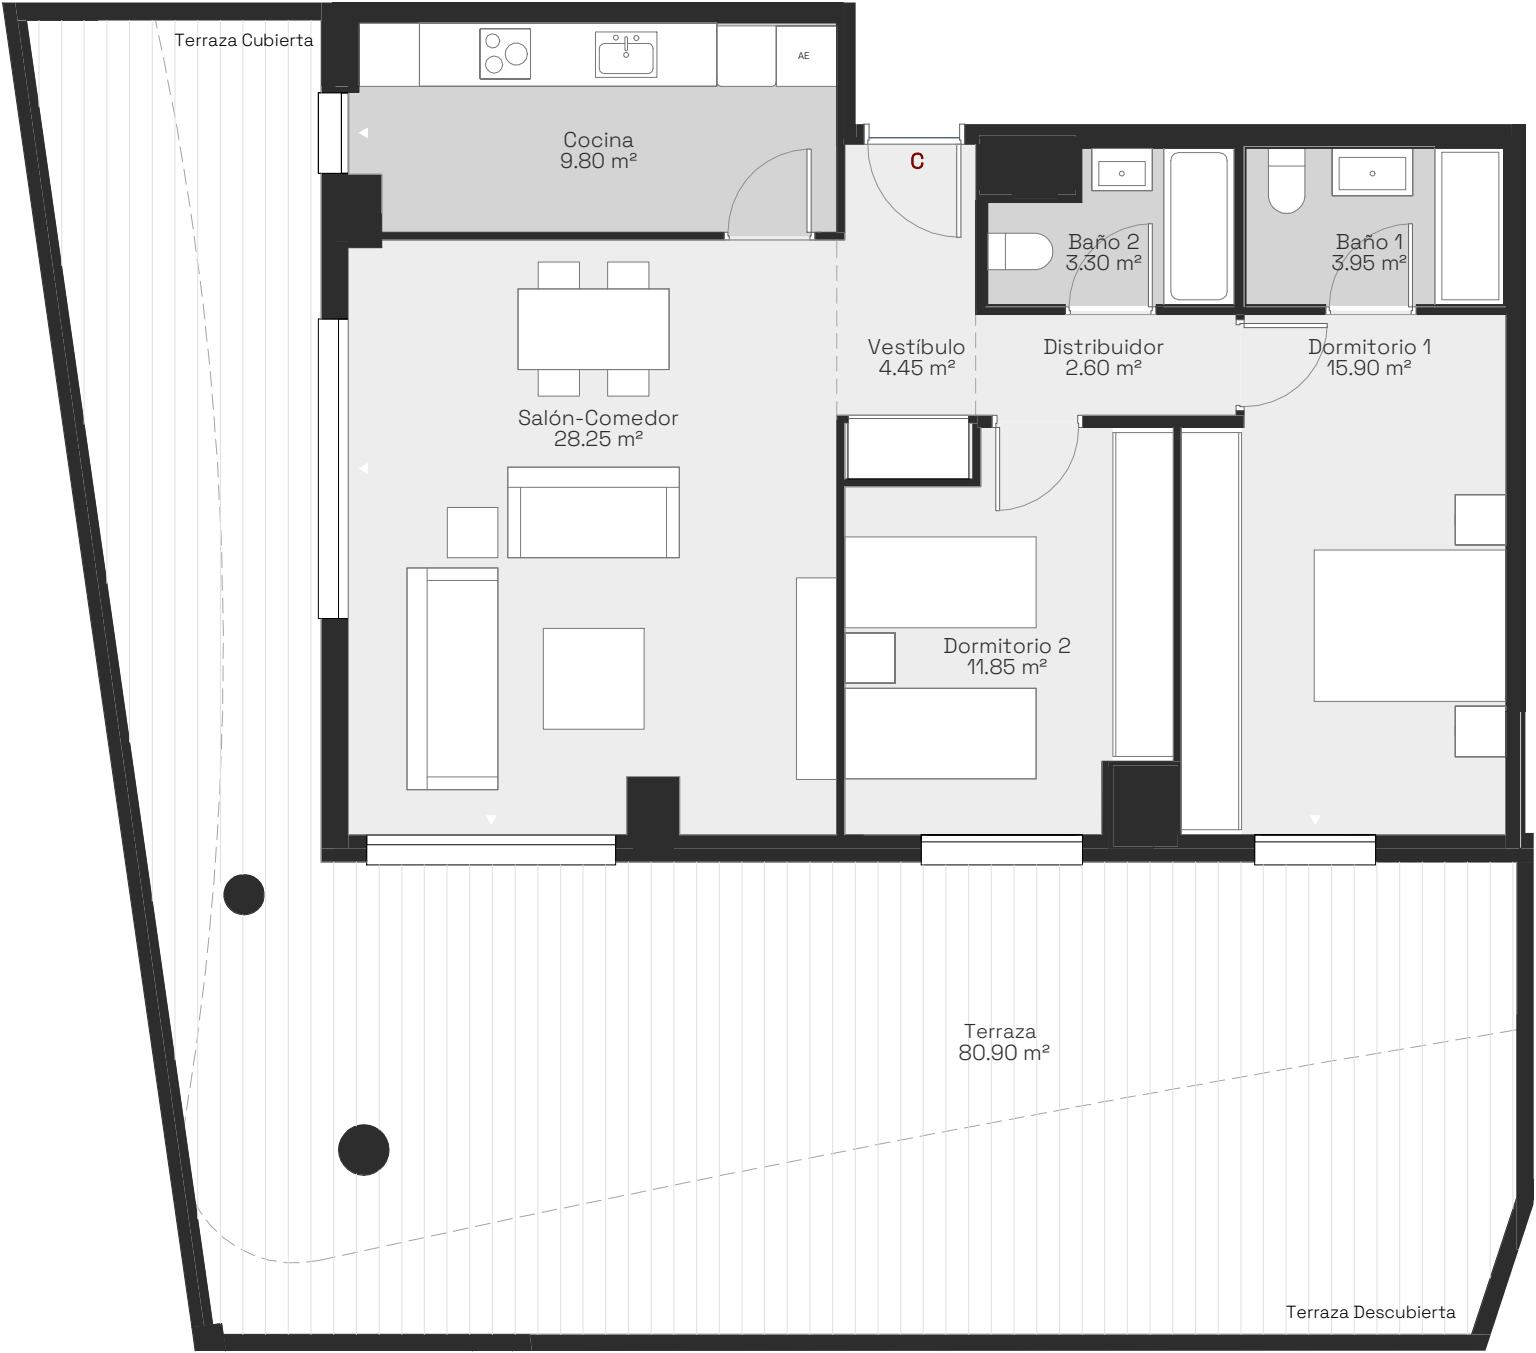 Terraza Cubierta
AE
Cocina
9.80 m²
C
Baño 2
3.30 m²
Baño 1
3.95 m²
Vestíbulo
4.45 m²
Distribuidor
2.60 m²
Dormitorio 1
15.90 m²
Salón-Comedor
28.25 m²
Dormitorio 2
11.85 m²
Terraza
80.90 m²
Terraza Descubierta